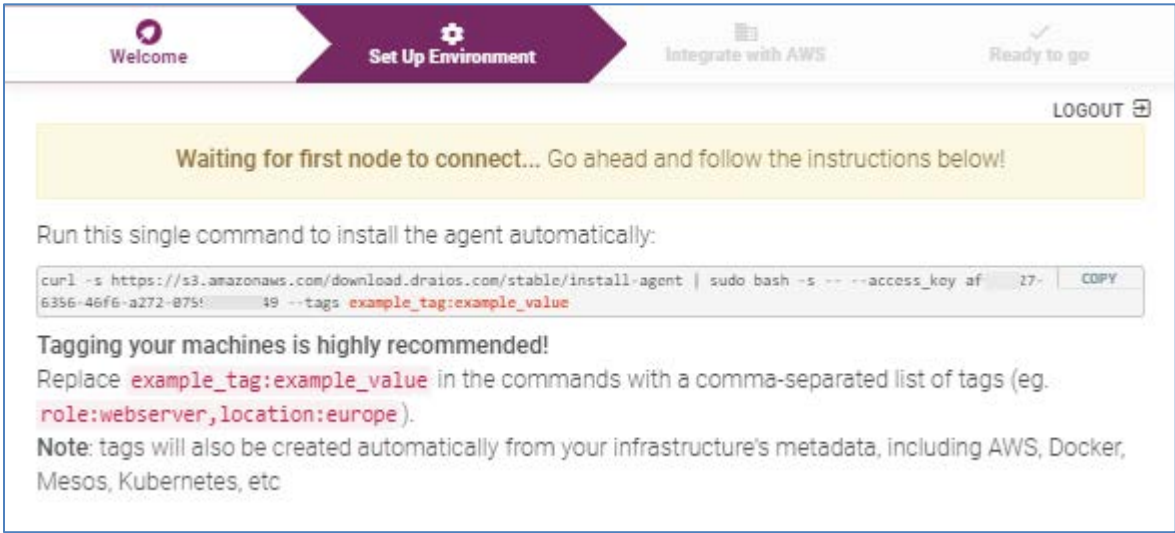 Welcome
Set Up Environment
Integrate with AWS
Ready to go
LOGOUT
Waiting for first node to connect... Go ahead and follow the instructions below!
Run this single command to install the agent automatically:
curl -s https://s3.amazonaws.com/download.draios.com/stable/install-agent | sudo bash -s -- --access_key af 27-
COPY
6356-46f6-a272-075 49 --tags example_tag:example_value
Tagging your machines is highly recommended!
Replace example_tag:example_value in the commands with a comma-separated list of tags (eg.
role:webserver,location:europe).
Note: tags will also be created automatically from your infrastructure's metadata, including AWS, Docker,
Mesos, Kubernetes, etc